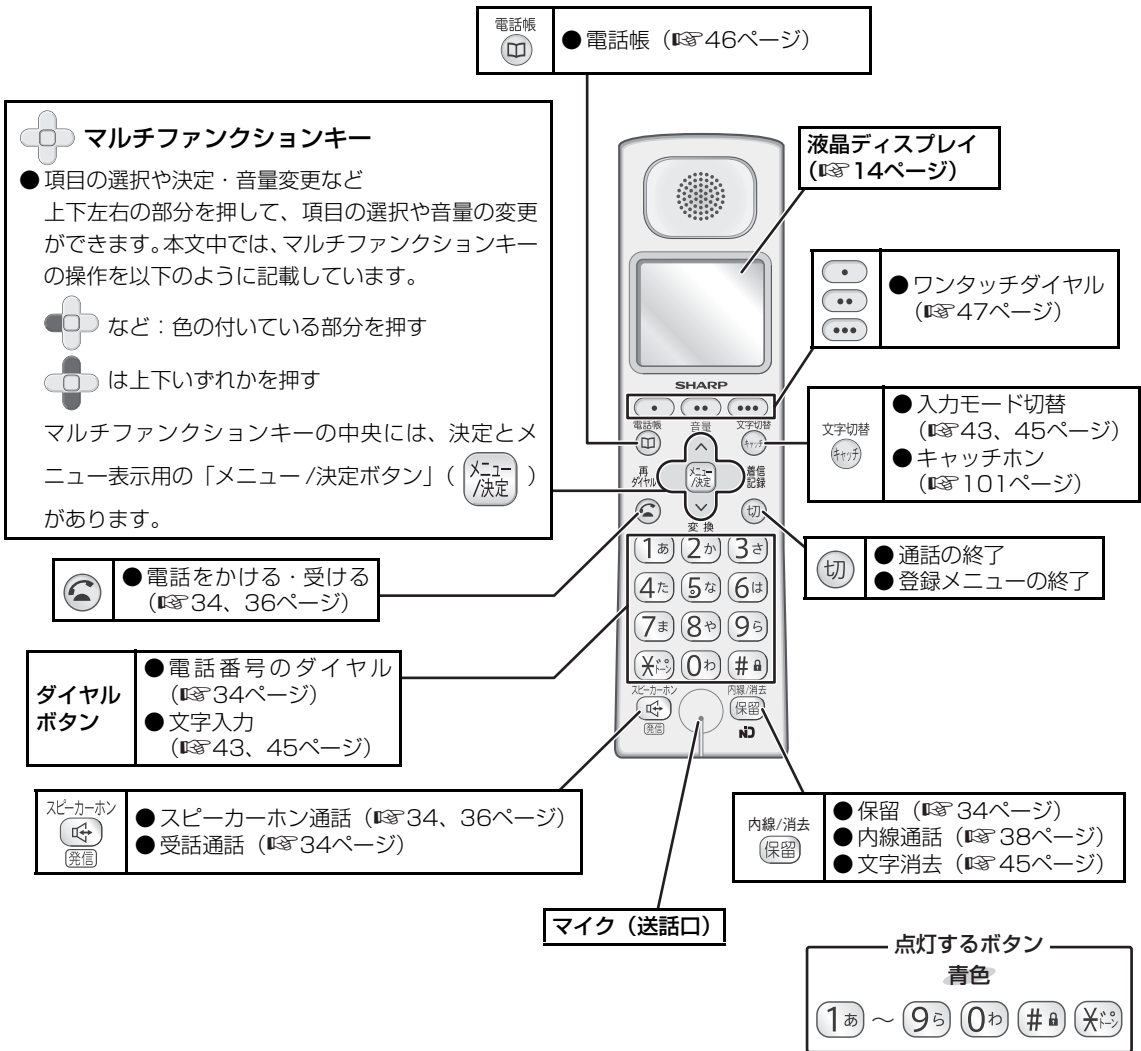 電話帳
●電話帳（☞46ページ）
マルチファンクションキー
●項目の選択や決定・音量変更など
上下左右の部分を押して、項目の選択や音量の変更
ができます。本文中では、マルチファンクションキー
の操作を以下のように記載しています。
など：色の付いている部分を押す
は上下いずれかを押す
マルチファンクションキーの中央には、決定とメ
ニュー表示用の「メニュー/決定ボタン」（メニュー/決定）
があります。
液晶ディスプレイ
（☞14ページ）
●ワンタッチダイヤル
（☞47ページ）
文字切替
キャッチ
●入力モード切替
（☞43、45ページ）
●キャッチホン
（☞101ページ）
切
●通話の終了
●登録メニューの終了
SHARP
電話帳 音量 文字切替
キャッチ
再ダイヤル メニュー/決定 着信記録
切
変換
1あ 2か 3さ
4た 5な 6は
7ま 8や 9ら
＊トーン 0わ #
スピーカーホン 内線/消去
保留
発信
●電話をかける・受ける
（☞34、36ページ）
ダイヤル
ボタン
●電話番号のダイヤル
（☞34ページ）
●文字入力
（☞43、45ページ）
スピーカーホン
発信
●スピーカーホン通話（☞34、36ページ）
●受話通話（☞34ページ）
内線/消去
保留
●保留（☞34ページ）
●内線通話（☞38ページ）
●文字消去（☞45ページ）
マイク（送話口）
点灯するボタン
青色
1あ ～ 9ら 0わ # ＊トーン